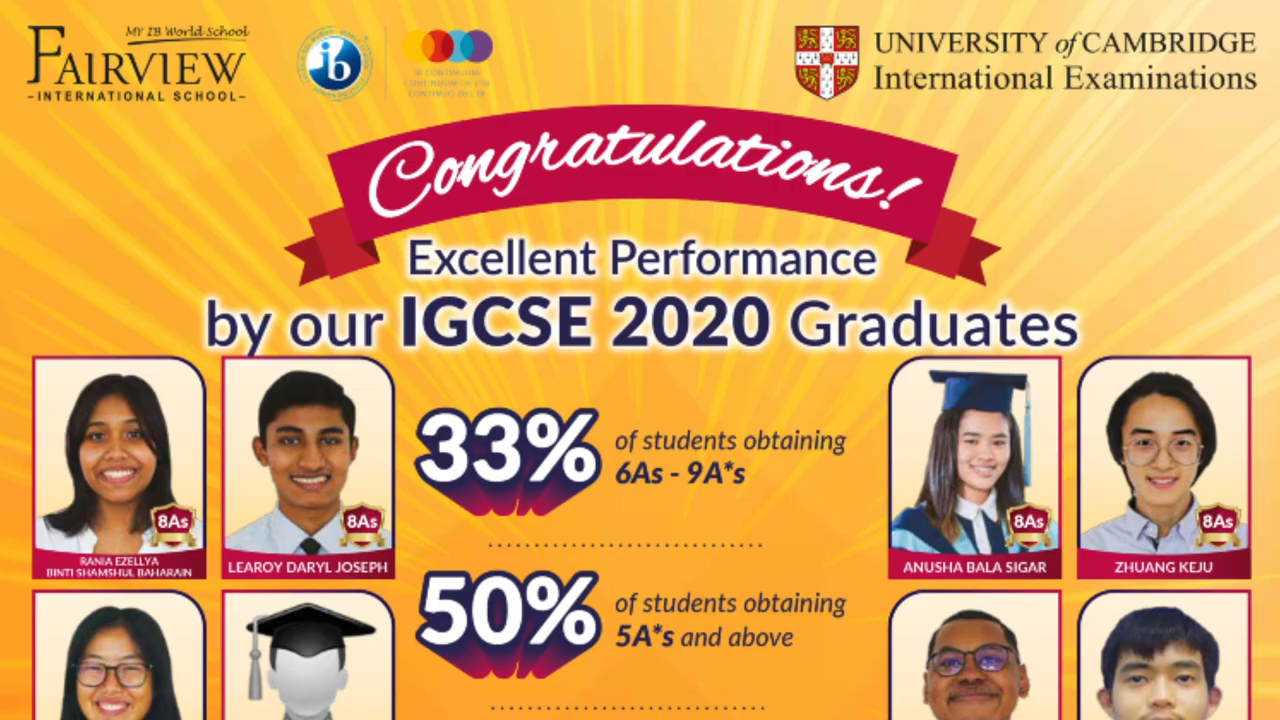 MY IB World School
FAIRVIEW
-INTERNATIONAL SCHOOL-
ib
UNIVERSITY of CAMBRIDGE
International Examinations
Congratulations!
Excellent Performance
by our IGCSE 2020 Graduates
33%
of students obtaining
6As - 9A*s
50%
of students obtaining
5A*s and above
8As
RANIA EZELLYA
BINTI SHAMSHUL BAHARAIN
8As
LEAROY DARYL JOSEPH
8As
ANUSHA BALA SIGAR
8As
ZHUANG KEJU